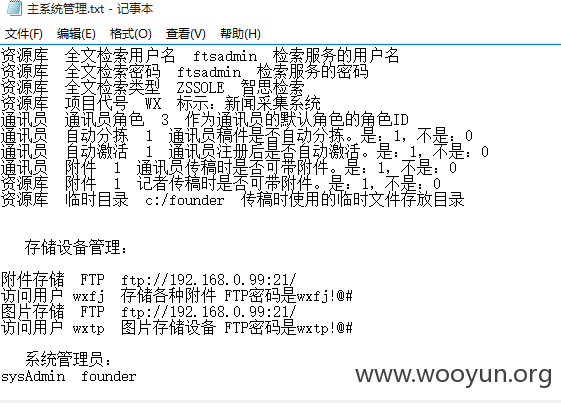 主系统管理.txt - 记事本
文件(F) 编辑(E) 格式(O) 查看(V) 帮助(H)
资源库 全文检索用户名 ftsadmin 检索服务的用户名
资源库 全文检索密码 ftsadmin 检索服务的密码
资源库 全文检索类型 ZSSOLE 智思检索
资源库 项目代号 WX 标示：新闻采集系统
通讯员 通讯员角色 3 作为通讯员的默认角色的角色ID
通讯员 自动分拣 1 通讯员稿件是否自动分拣。是：1，不是：0
通讯员 自动激活 1 通讯员注册后是否自动激活。是：1，不是：0
通讯员 附件 1 通讯员传稿时是否可带附件。是：1，不是：0
资源库 附件 1 记者传稿时是否可带附件。是：1，不是：0
资源库 临时目录 c:/founder 传稿时使用的临时文件存放目录
存储设备管理：
附件存储 FTP ftp://192.168.0.99:21/
访问用户 wxfj 存储各种附件 FTP密码是wxfj!@#
图片存储 FTP ftp://192.168.0.99:21/
访问用户 wxtp 图片存储设备 FTP密码是wxtp!@#
系统管理员：
sysAdmin founder
www.wooyun.org